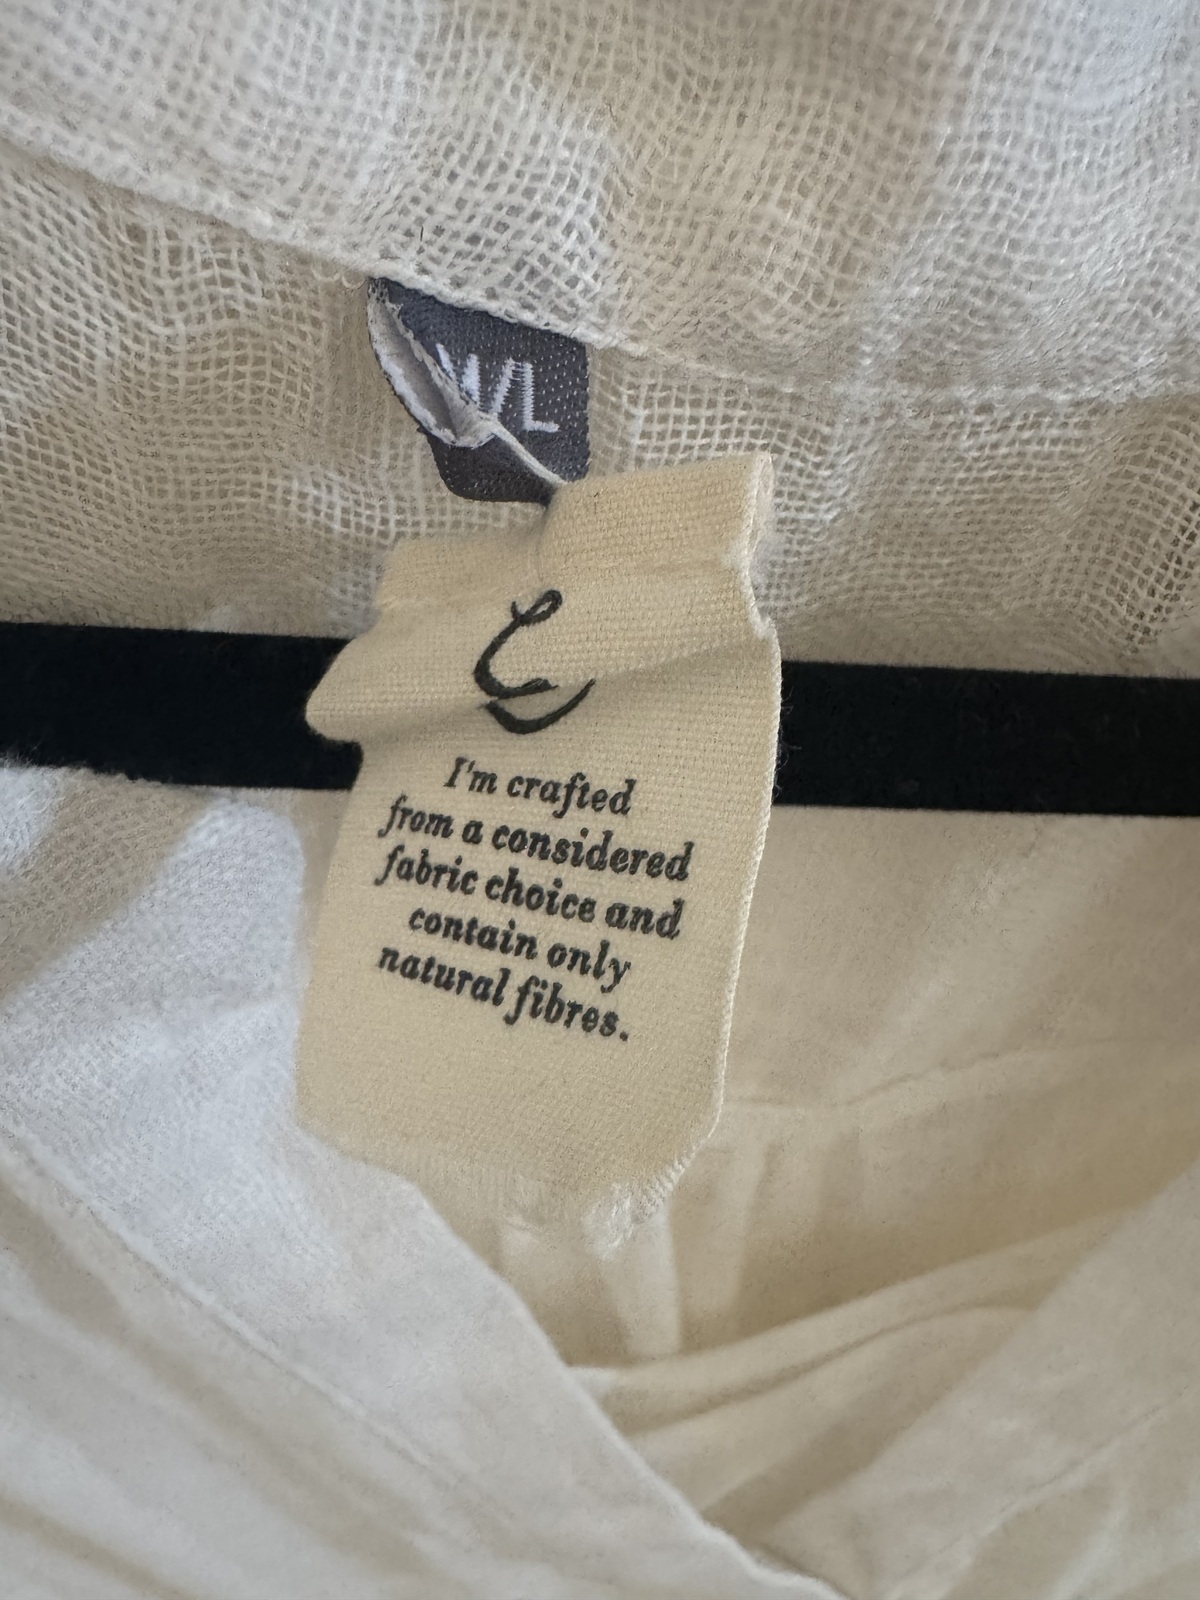 M/L
I'm crafted
from a considered
fabric choice and
contain only
natural fibres.